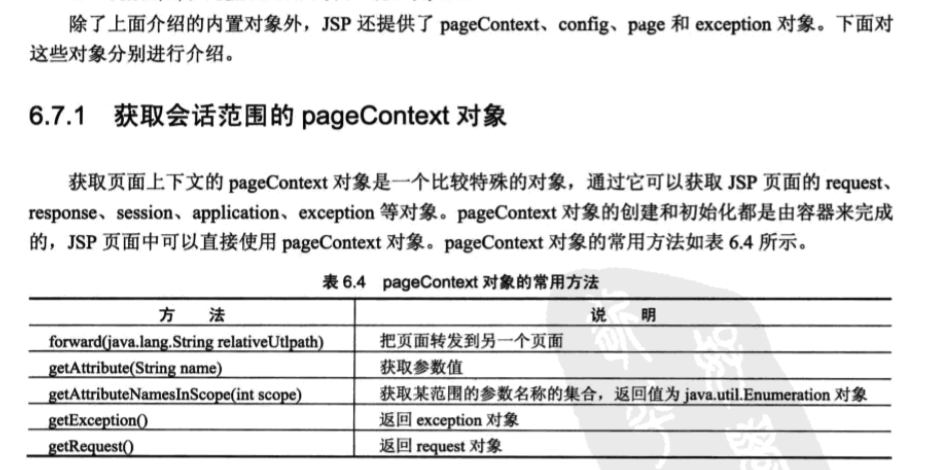 除了上面介绍的内置对象外，JSP 还提供了 pageContext、config、page 和 exception 对象。下面对
这些对象分别进行介绍。
6.7.1 获取会话范围的 pageContext 对象
获取页面上下文的 pageContext 对象是一个比较特殊的对象，通过它可以获取 JSP 页面的 request、
response、session、application、exception 等对象。pageContext 对象的创建和初始化都是由容器来完成
的，JSP 页面中可以直接使用 pageContext 对象。pageContext 对象的常用方法如表 6.4 所示。
表 6.4 pageContext 对象的常用方法
方 法 说 明
forward(java.lang.String relativeUtlpath) 把页面转发到另一个页面
getAttribute(String name) 获取参数值
getAttributeNamesInScope(int scope) 获取某范围的参数名称的集合，返回值为 java.util.Enumeration 对象
getException() 返回 exception 对象
getRequest() 返回 request 对象